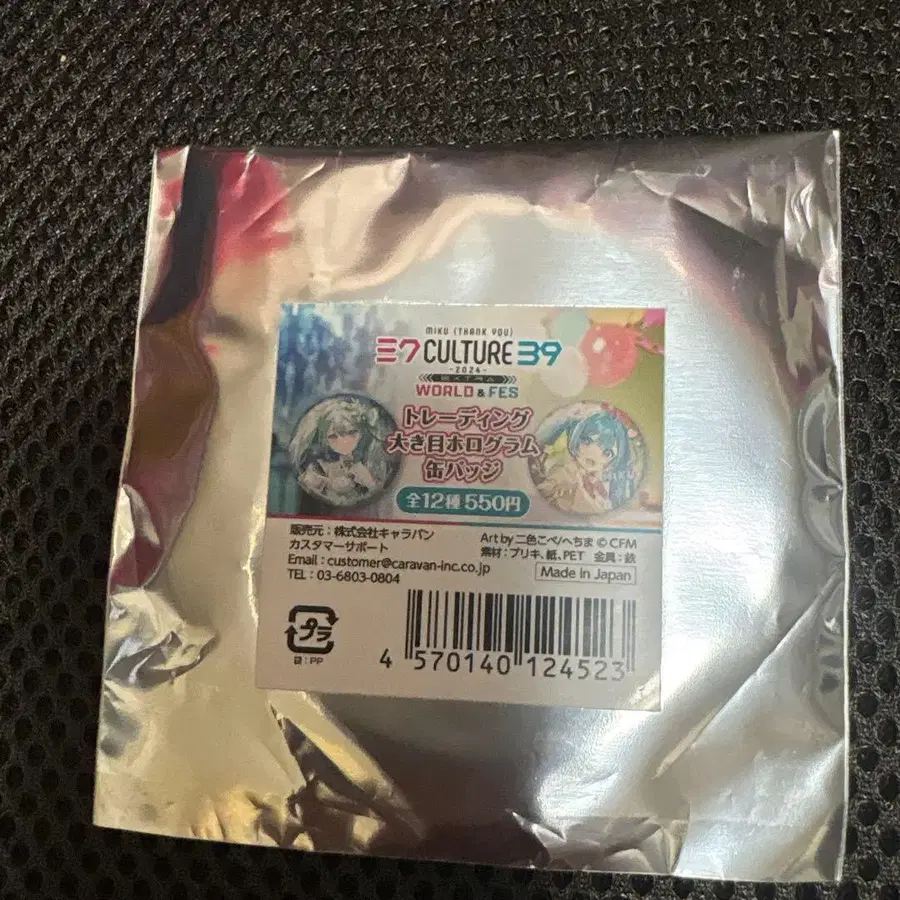 MIKU (THANK YOU)
ミク CULTURE 39
-2024-
WORLD & FES
トレーディング
大き目ホログラム
缶バッジ
全12種 550円
販売元：株式会社キャラバン
カスタマーサポート
Email：customer@caravan-inc.co.jp
TEL：03-6803-0804
Art by 二色こぺ/へちま © CFM
素材：ブリキ、紙、PET 金具：鉄
Made in Japan
プラ
袋：PP
4 570140 124523